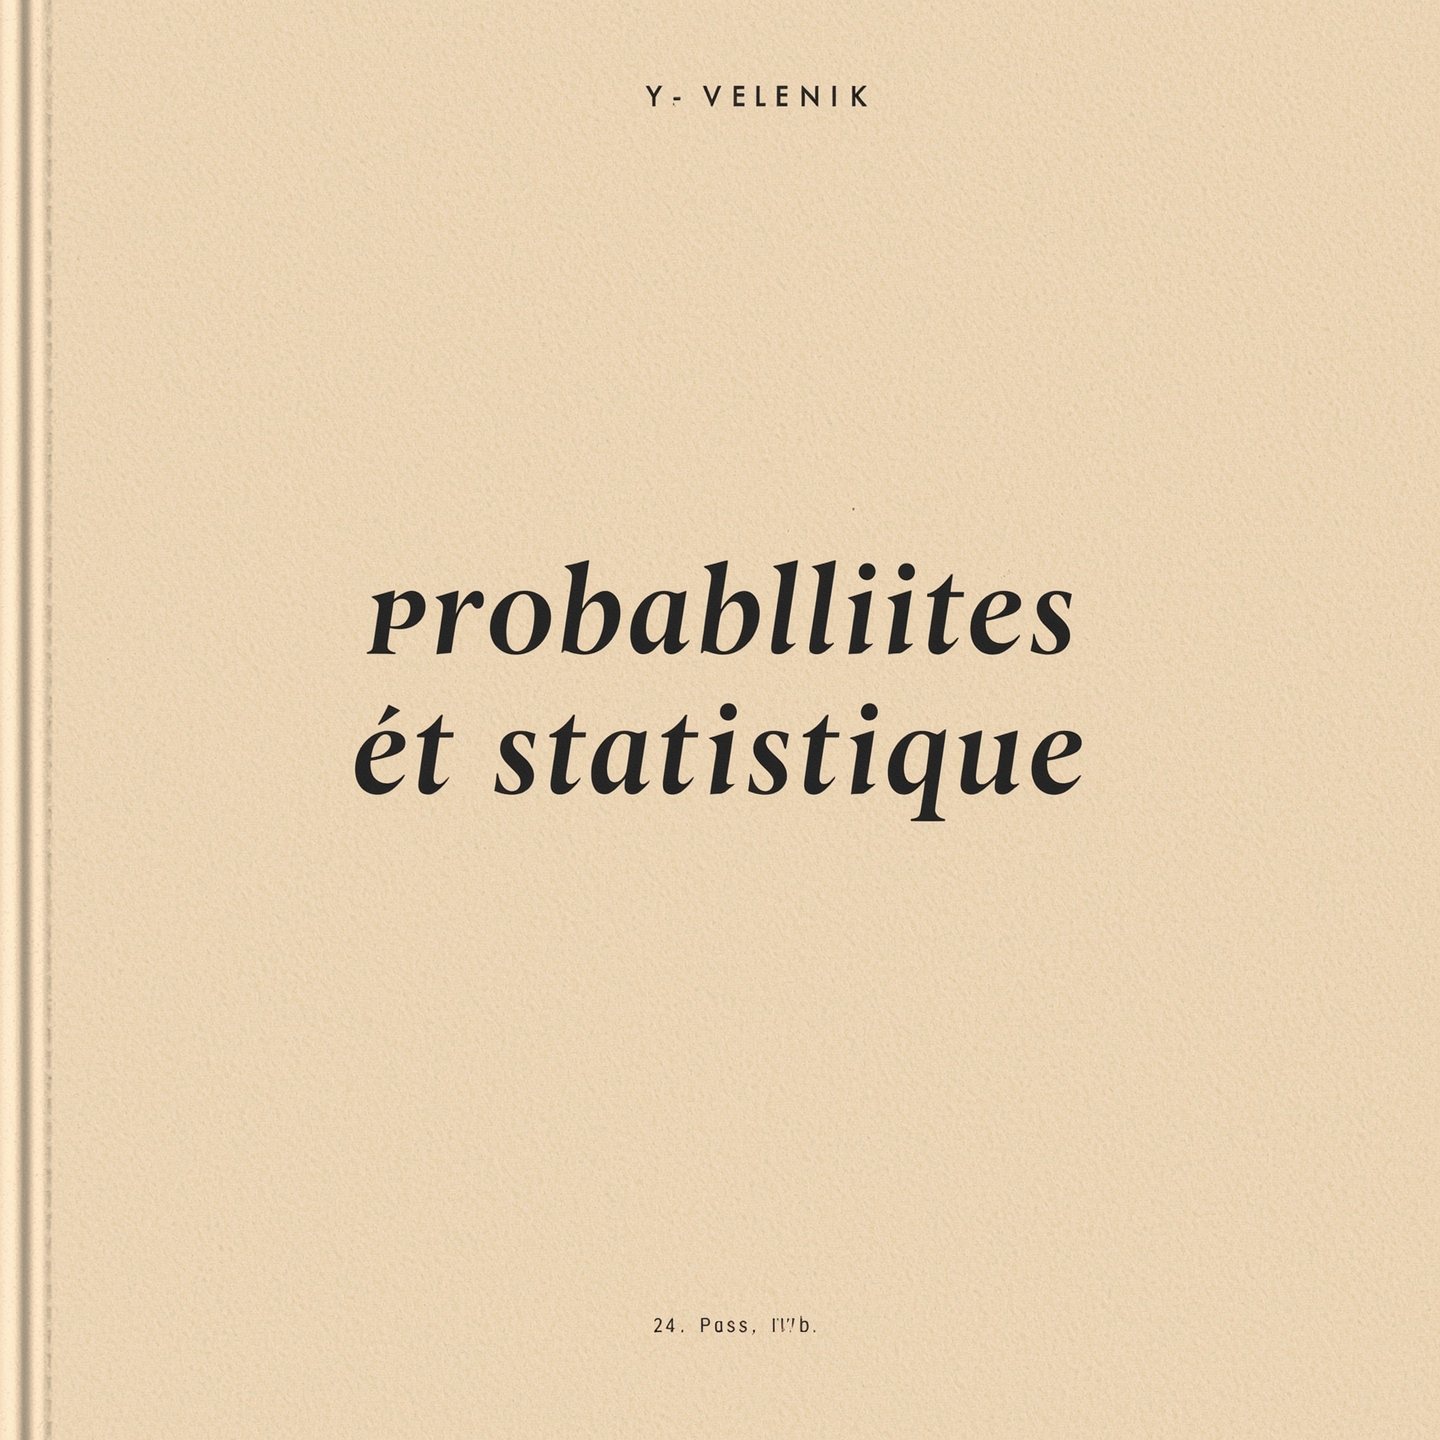 Y- VELENIK
probablliites
ét statistique
24. Pass,